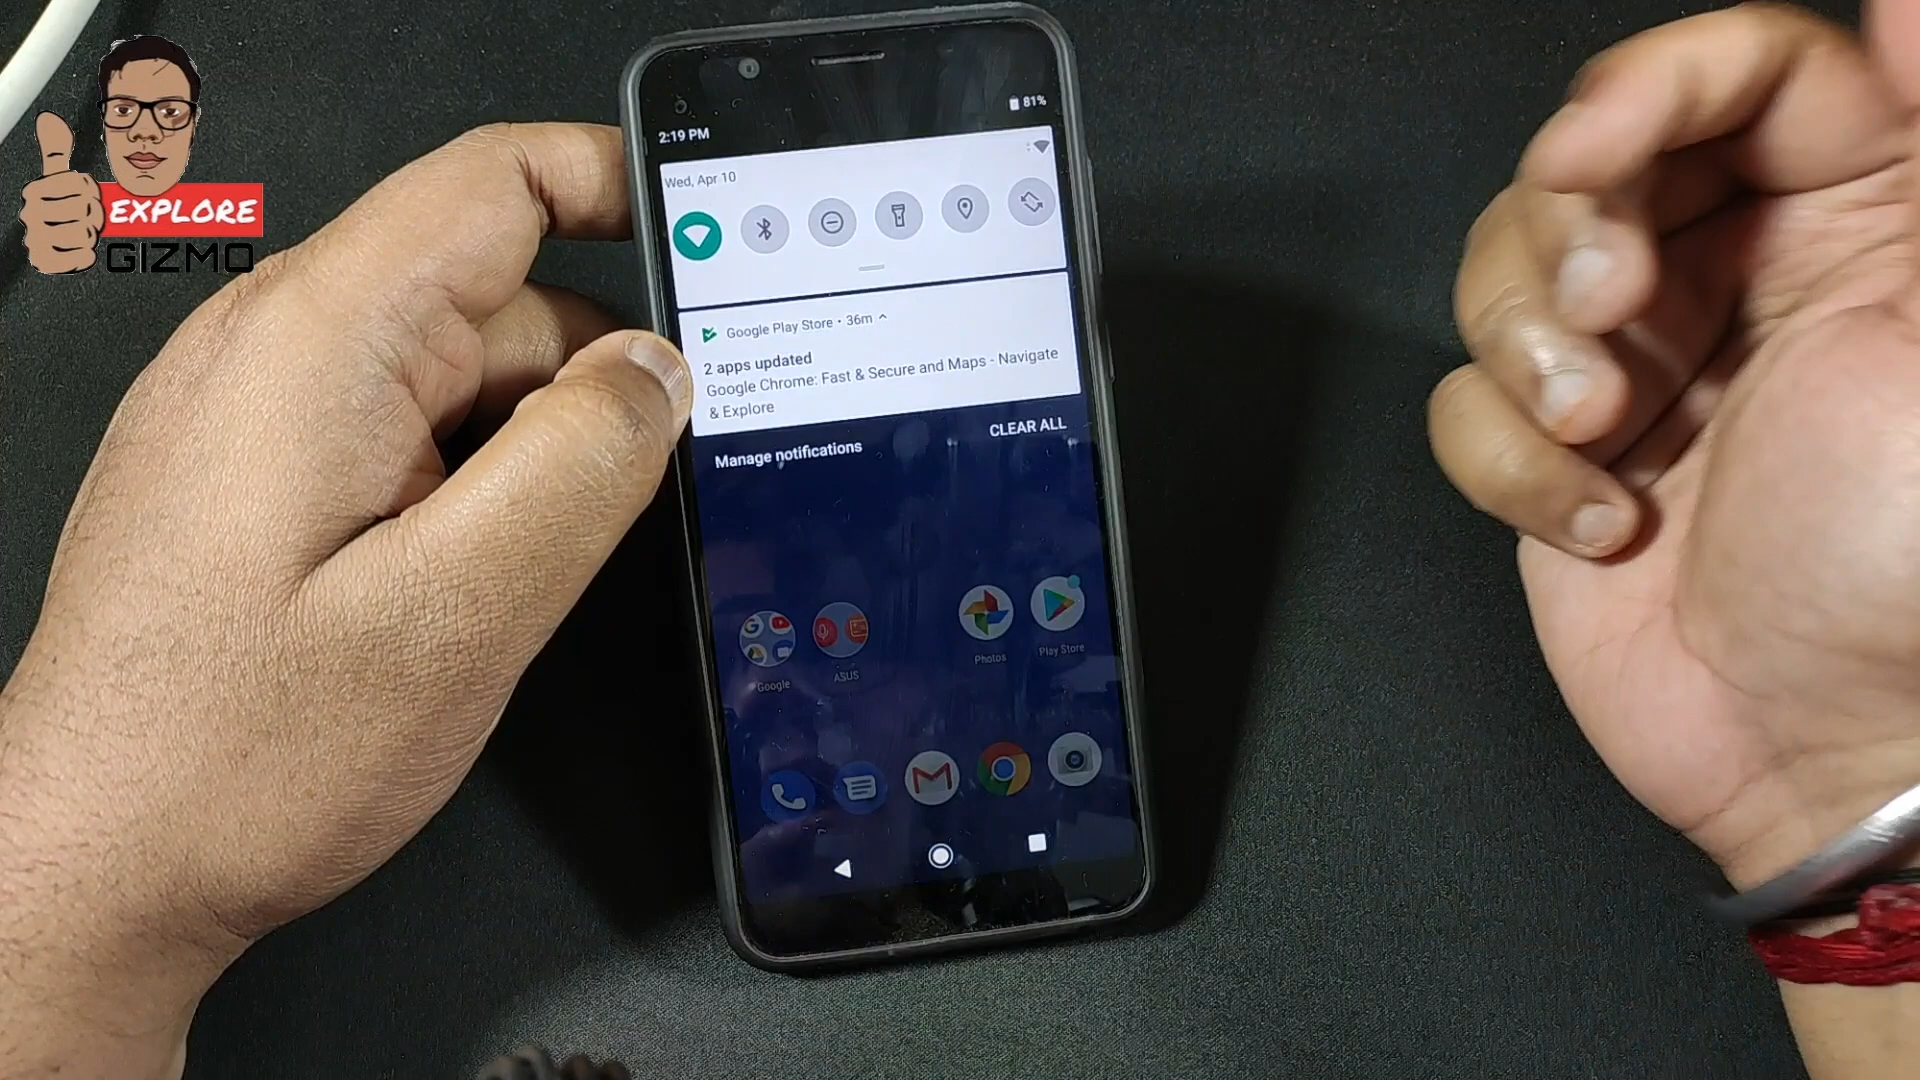 EXPLORE
GIZMO
2:19 PM
81%
Wed, Apr 10
Google Play Store • 36m
2 apps updated
Google Chrome: Fast & Secure and Maps - Navigate
& Explore
Manage notifications
CLEAR ALL
Google
ASUS
Photos
Play Store